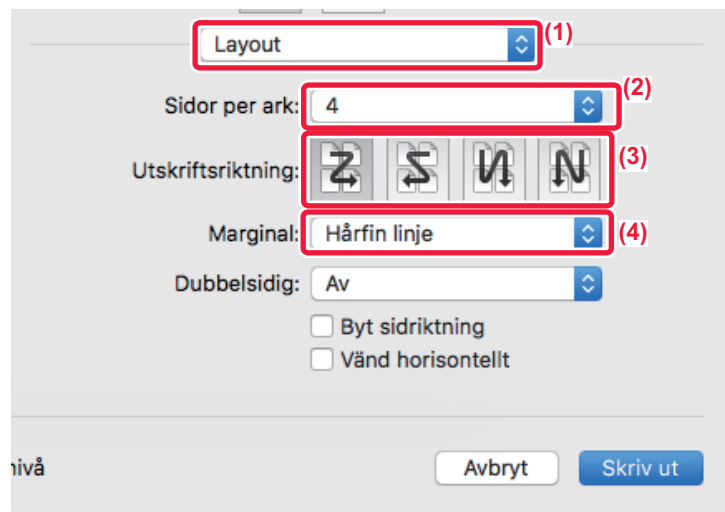 Layout (1)
Sidor per ark: 4 (2)
Utskriftsriktning: (3)
Marginal: Hårfin linje (4)
Dubbelsidig: Av
Byt sidriktning
Vänd horisontellt
nivå Avbryt Skriv ut